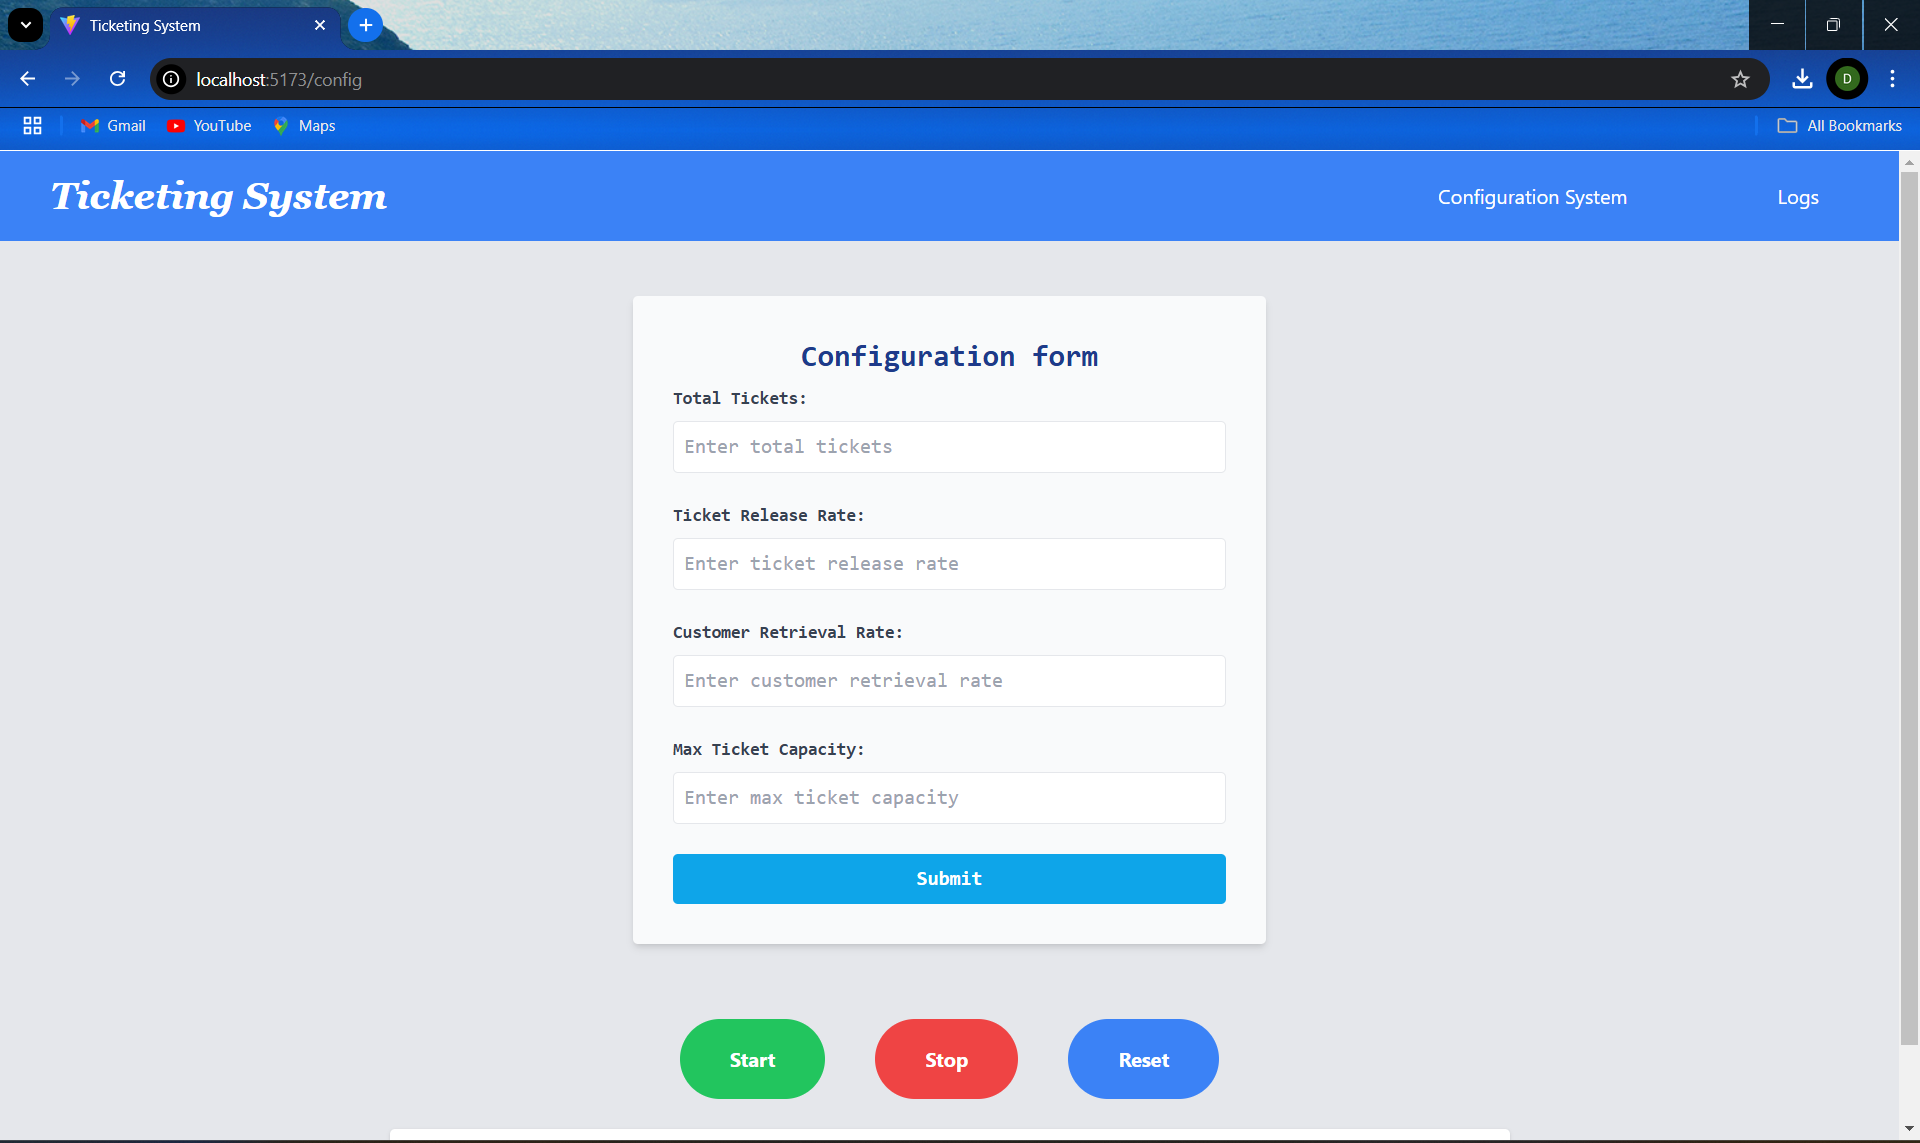 Ticketing System
localhost:5173/config
D
Gmail YouTube Maps All Bookmarks
Ticketing System Configuration System Logs
Configuration form
Total Tickets:
Enter total tickets
Ticket Release Rate:
Enter ticket release rate
Customer Retrieval Rate:
Enter customer retrieval rate
Max Ticket Capacity:
Enter max ticket capacity
Submit
Start Stop Reset